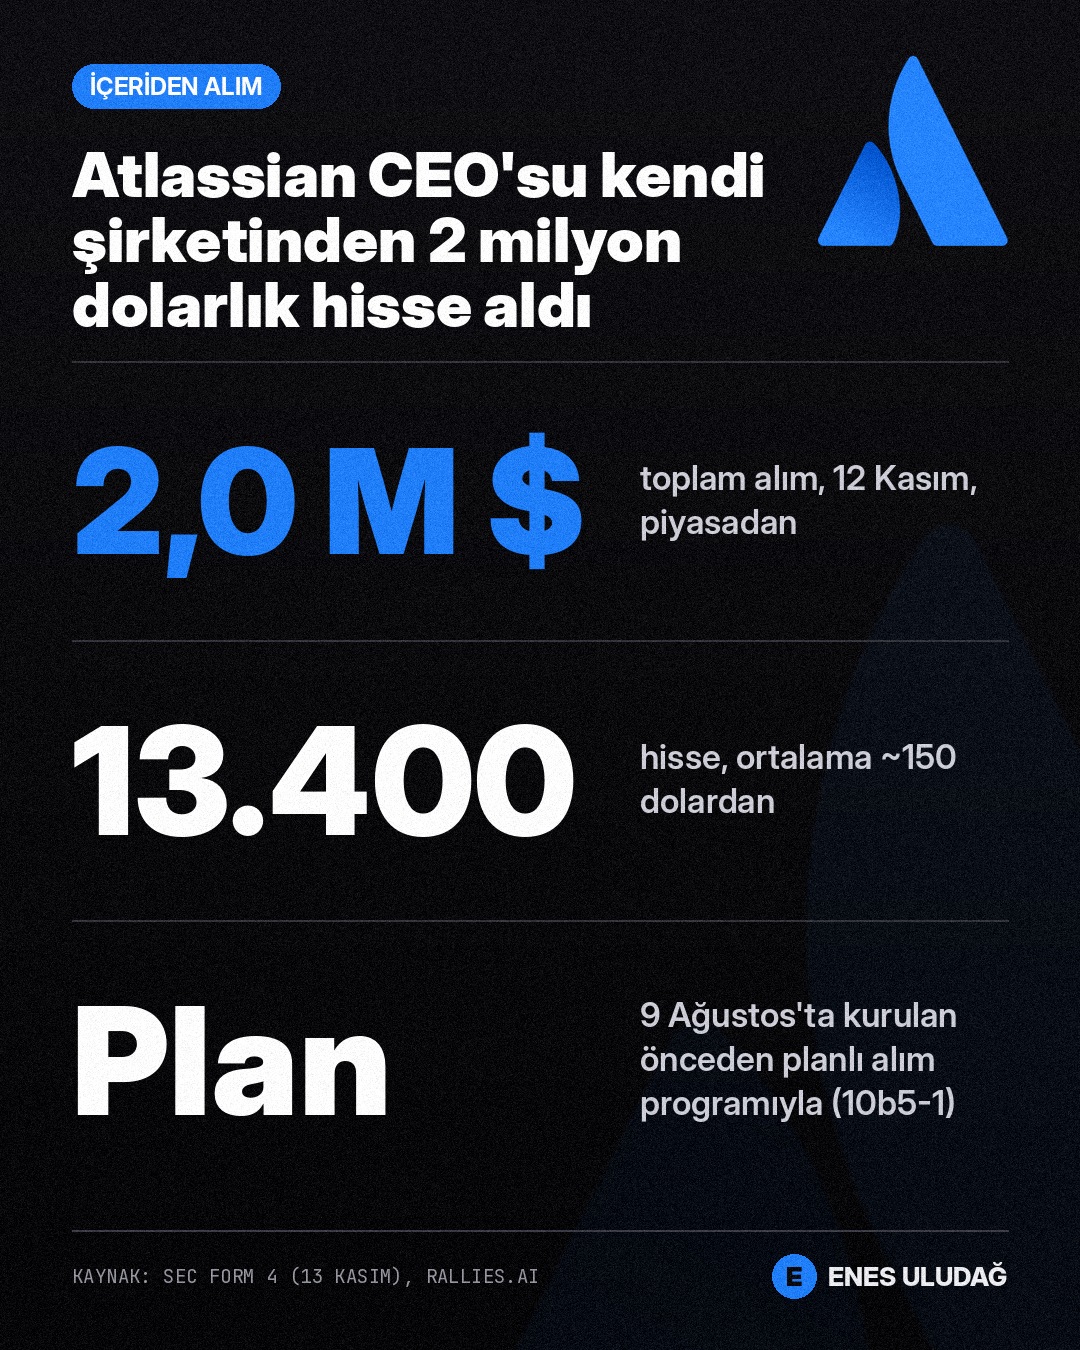 İÇERİDEN ALIM
Atlassian CEO'su kendi
şirketinden 2 milyon
dolarlık hisse aldı
2,0 M $
toplam alım, 12 Kasım,
piyasadan
13.400
hisse, ortalama ~150
dolardan
Plan
9 Ağustos'ta kurulan
önceden planlı alım
programıyla (10b5-1)
KAYNAK: SEC FORM 4 (13 KASIM), RALLIES.AI
E ENES ULUDAĞ